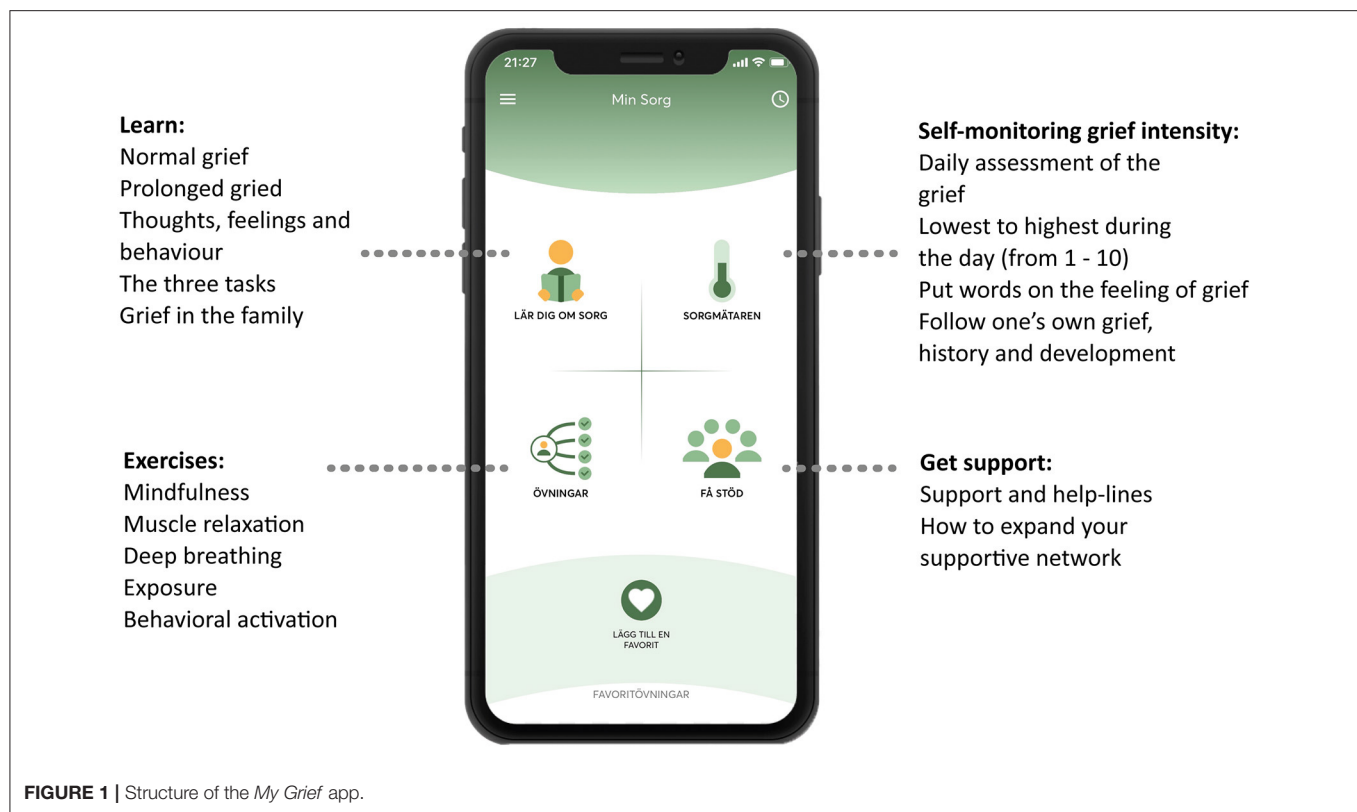 Learn:
Normal grief
Prolonged gried
Thoughts, feelings and
behaviour
The three tasks
Grief in the family
Exercises:
Mindfulness
Muscle relaxation
Deep breathing
Exposure
Behavioral activation
21:27
Min Sorg
LÄR DIG OM SORG
SORGMÄTAREN
ÖVNINGAR
FÅ STÖD
LÄGG TILL EN
FAVORIT
FAVORITÖVNINGAR
Self-monitoring grief intensity:
Daily assessment of the
grief
Lowest to highest during
the day (from 1 - 10)
Put words on the feeling of grief
Follow one's own grief,
history and development
Get support:
Support and help-lines
How to expand your
supportive network
FIGURE 1 | Structure of the My Grief app.